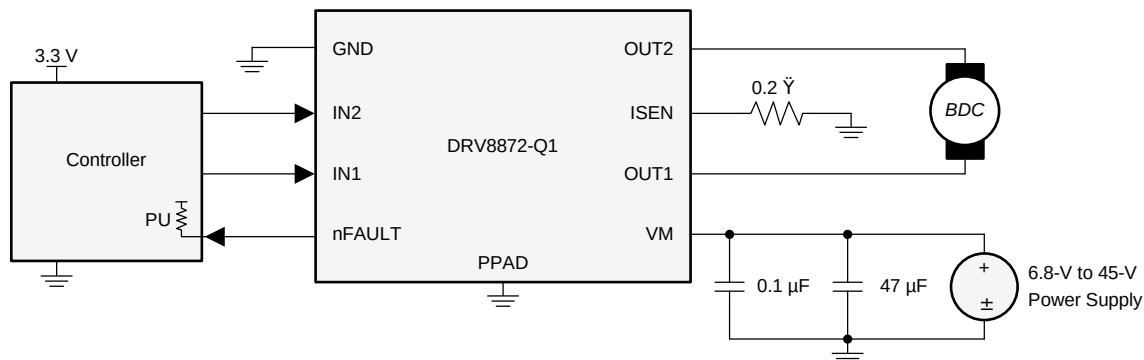 3.3 V
Controller
PU
GND
IN2
IN1
nFAULT
DRV8872-Q1
PPAD
OUT2
ISEN
OUT1
VM
0.2 Ÿ
BDC
0.1 µF
47 µF
+
±
6.8-V to 45-V
Power Supply